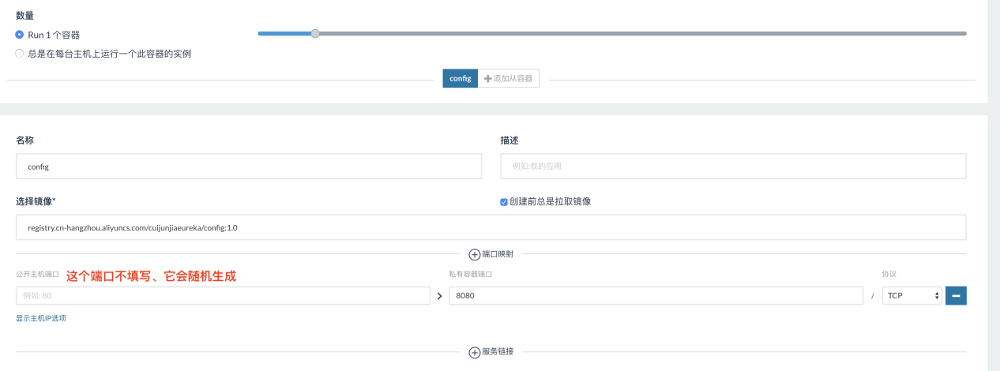 数量
Run 1 个容器
总是在每台主机上运行一个此容器的实例
config
添加从容器
名称
描述
config
例如:我的应用
选择镜像*
创建前总是拉取镜像
registry.cn-hangzhou.aliyuncs.com/cuijunjiaeureka/config:1.0
端口映射
公开主机端口
这个端口不填写、它会随机生成
私有容器端口
协议
例如: 80
8080
/
TCP
显示主机IP选项
服务链接